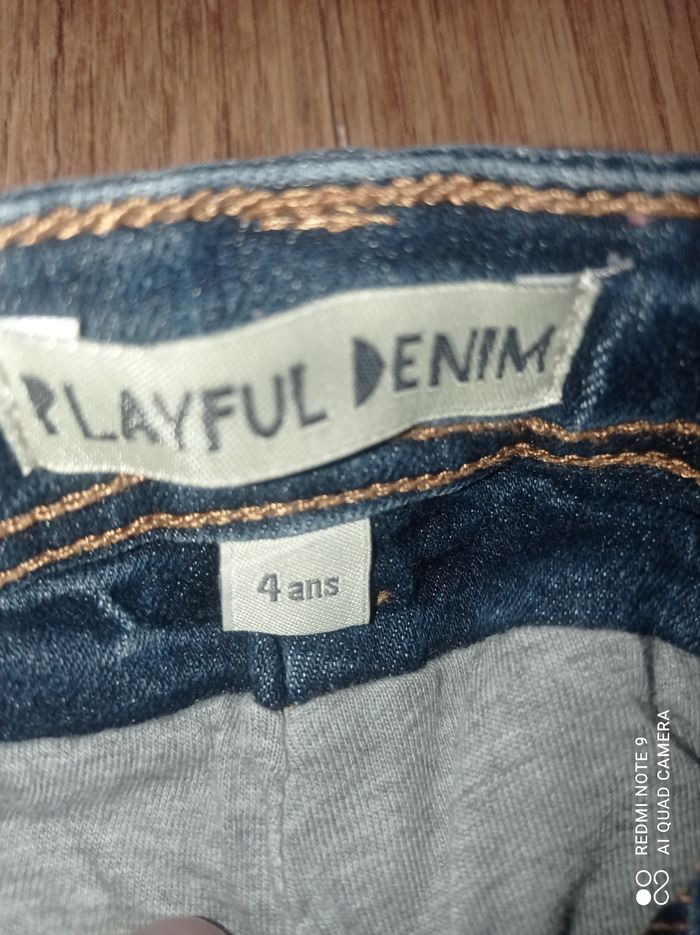 PLAYFUL DENIM
4 ans
REDMI NOTE 9
AI QUAD CAMERA